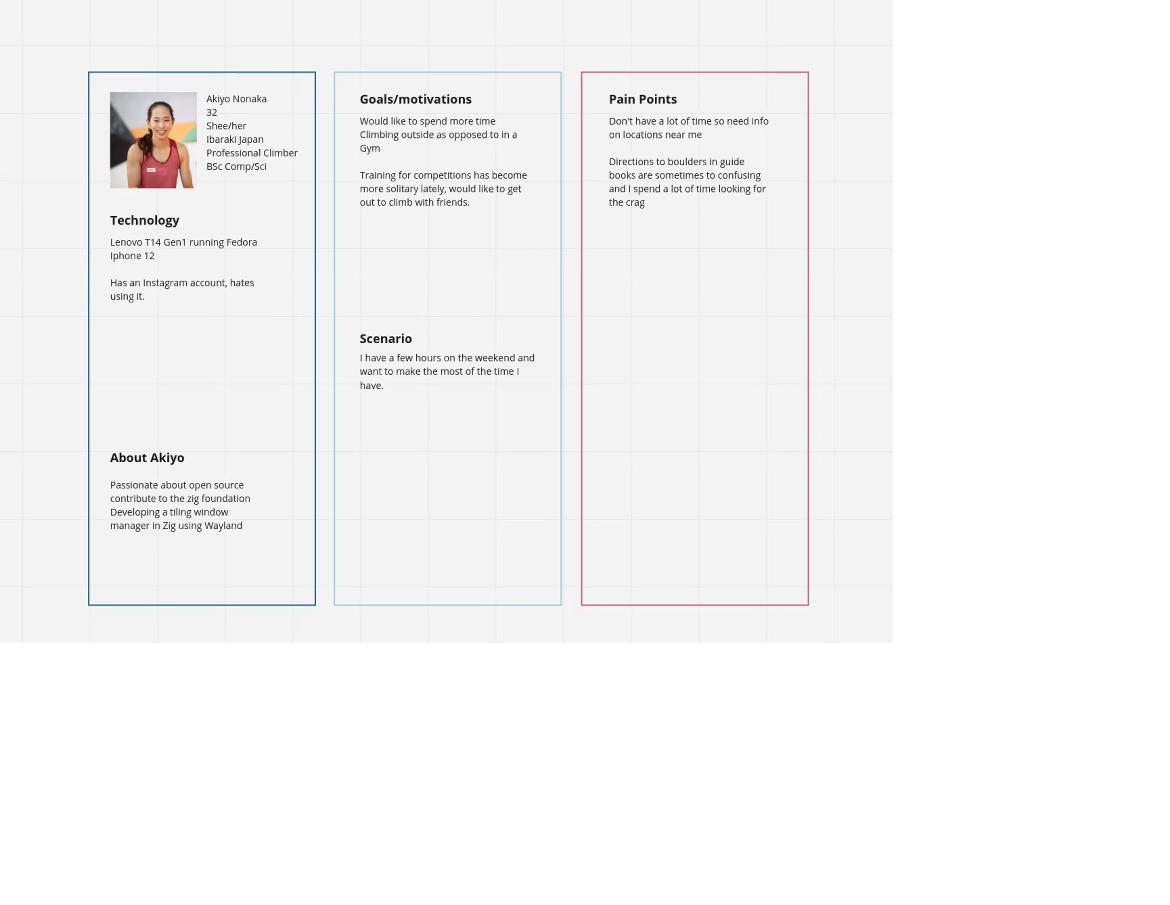 Akiyo Nonaka
32
Shee/her
Ibaraki Japan
Professional Climber
BSc Comp/Sci
Technology
Lenovo T14 Gen1 running Fedora
Iphone 12
Has an Instagram account, hates
using it.
About Akiyo
Passionate about open source
contribute to the zig foundation
Developing a tiling window
manager in Zig using Wayland
Goals/motivations
Would like to spend more time
Climbing outside as opposed to in a
Gym
Training for competitions has become
more solitary lately, would like to get
out to climb with friends.
Scenario
I have a few hours on the weekend and
want to make the most of the time I
have.
Pain Points
Don't have a lot of time so need info
on locations near me
Directions to boulders in guide
books are sometimes to confusing
and I spend a lot of time looking for
the crag